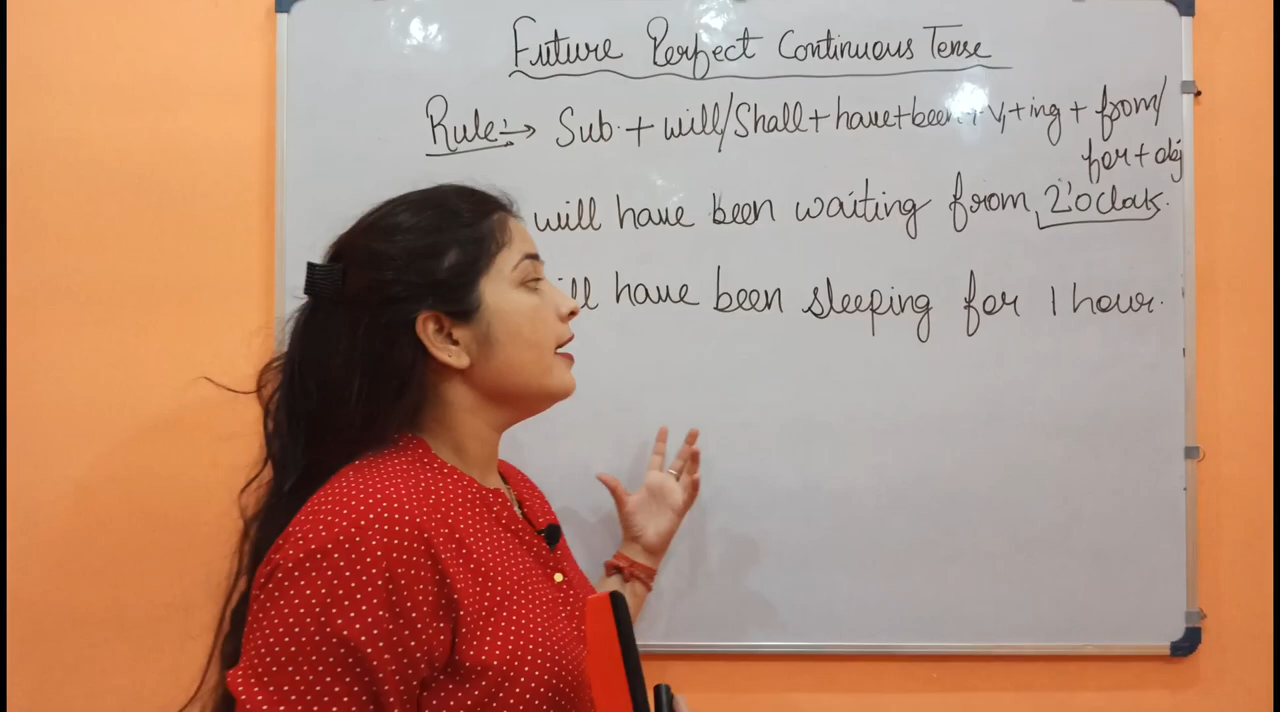 Future Perfect Continuous Tense
Rule:→ Sub. + will/Shall + have + been + V1 + ing + from/
for + obj
will have been waiting from 2'o clock.
have been sleeping for 1 hour.